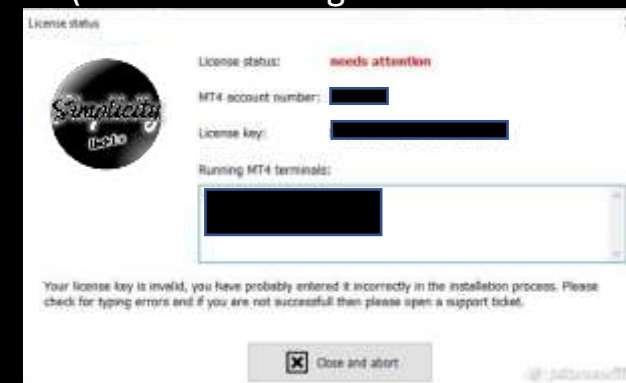 License status
License status: needs attention
MT4 account number:
License key:
Running MT4 terminals:
Simplicity
Your license key is invalid, you have probably entered it incorrectly in the installation process. Please
check for typing errors and if you are not successful then please open a support ticket.
Close and abort